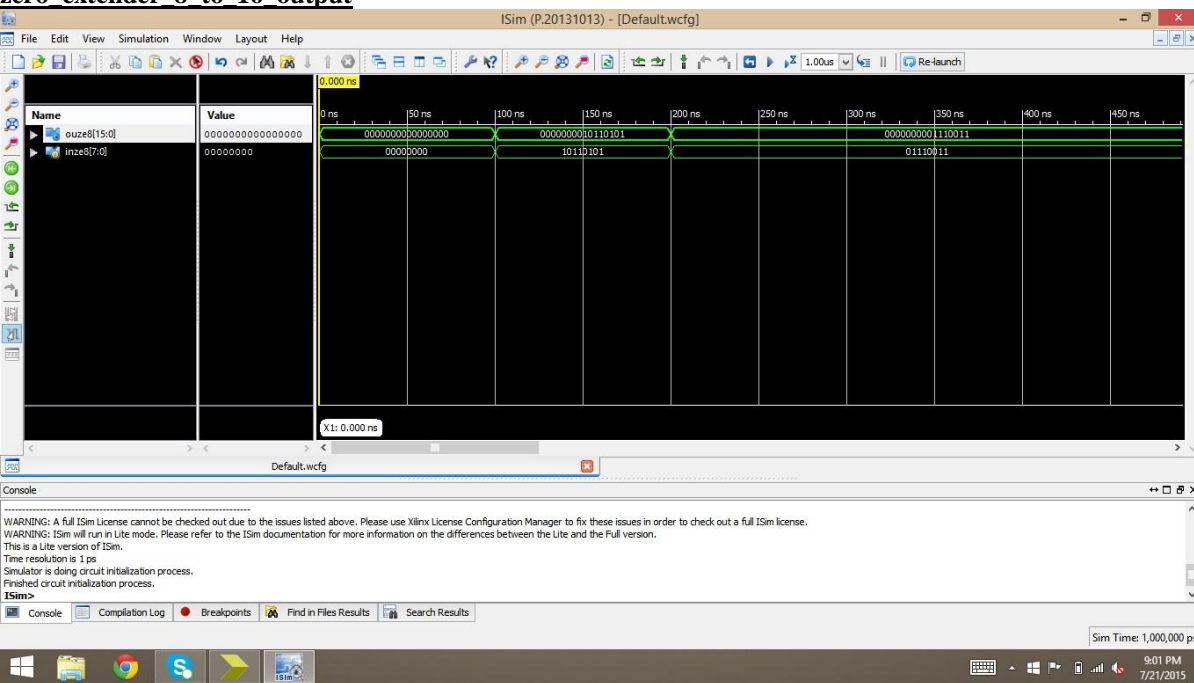 zero_extender_8_to_16_output
ISim (P.20131013) - [Default.wcfg]
File Edit View Simulation Window Layout Help
1.00us Re-launch
0.000 ns
Name Value
0 ns 50 ns 100 ns 150 ns 200 ns 250 ns 300 ns 350 ns 400 ns 450 ns
ouze8[15:0] 0000000000000000 0000000000000000 0000000010110101 0000000001110011
inze8[7:0] 00000000 00000000 10110101 01110011
X1: 0.000 ns
Default.wcfg
Console
WARNING: A full ISim License cannot be checked out due to the issues listed above. Please use Xilinx License Configuration Manager to fix these issues in order to check out a full ISim license.
WARNING: ISim will run in Lite mode. Please refer to the ISim documentation for more information on the differences between the Lite and the Full version.
This is a Lite version of ISim.
Time resolution is 1 ps
Simulator is doing circuit initialization process.
Finished circuit initialization process.
ISim>
Console Compilation Log Breakpoints Find in Files Results Search Results
Sim Time: 1,000,000 p
ISim
9:01 PM
7/21/2015